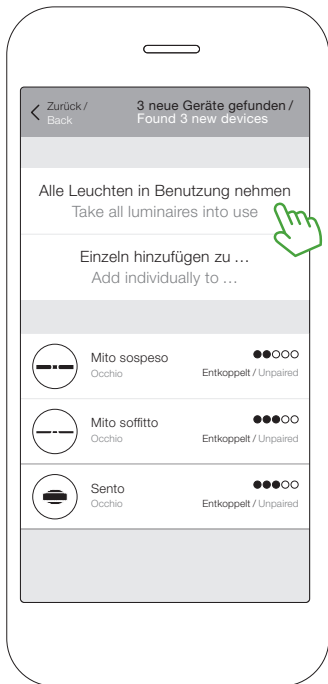 Zurück /
Back
3 neue Geräte gefunden /
Found 3 new devices
Alle Leuchten in Benutzung nehmen
Take all luminaires into use
Einzeln hinzufügen zu ...
Add individually to ...
Mito sospeso
Occhio
Entkoppelt / Unpaired
Mito soffitto
Occhio
Entkoppelt / Unpaired
Sento
Occhio
Entkoppelt / Unpaired